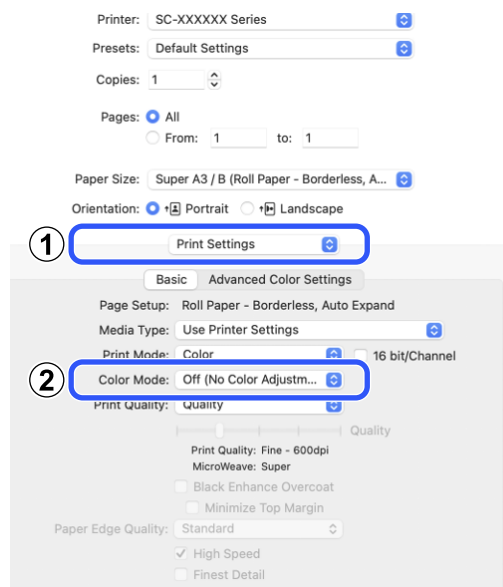 Printer: SC-XXXXXX Series
Presets: Default Settings
Copies: 1
Pages: All
From: 1 to: 1
Paper Size: Super A3 / B (Roll Paper - Borderless, A...
Orientation: Portrait Landscape
1 Print Settings
Basic Advanced Color Settings
Page Setup: Roll Paper - Borderless, Auto Expand
Media Type: Use Printer Settings
Print Mode: Color 16 bit/Channel
2 Color Mode: Off (No Color Adjustm...
Print Quality: Quality
Quality
Print Quality: Fine - 600dpi
MicroWeave: Super
Black Enhance Overcoat
Minimize Top Margin
Paper Edge Quality: Standard
High Speed
Finest Detail